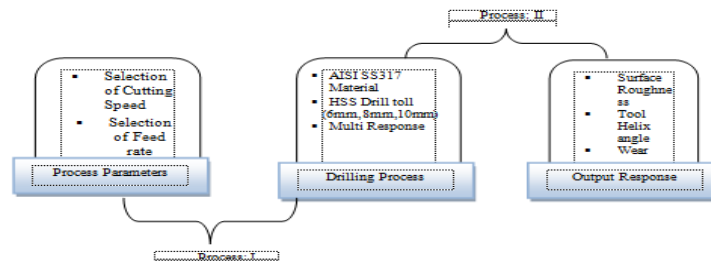 Process: II
Selection
of Cutting
Speed
Selection
of Feed
rate
Process Parameters
AISI SS317
Material
HSS Drill toll
(6mm,8mm,10mm)
Multi Response
Drilling Process
Surface
Roughne
ss
Tool
Helix
angle
Wear
Output Response
Process: I